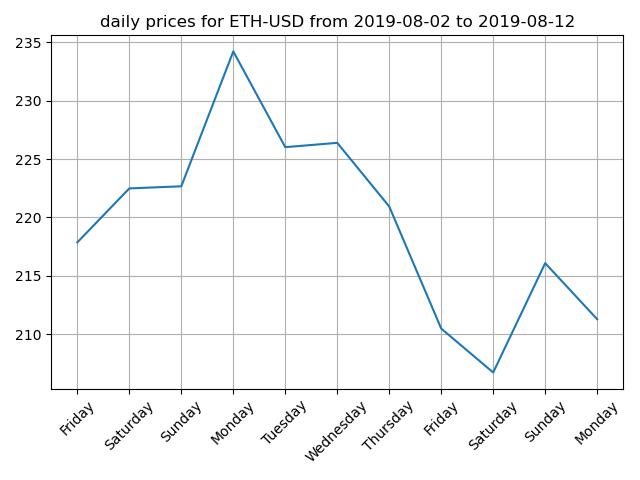 daily prices for ETH-USD from 2019-08-02 to 2019-08-12
235
230
225
220
215
210
Friday
Saturday
Sunday
Monday
Tuesday
Wednesday
Thursday
Friday
Saturday
Sunday
Monday